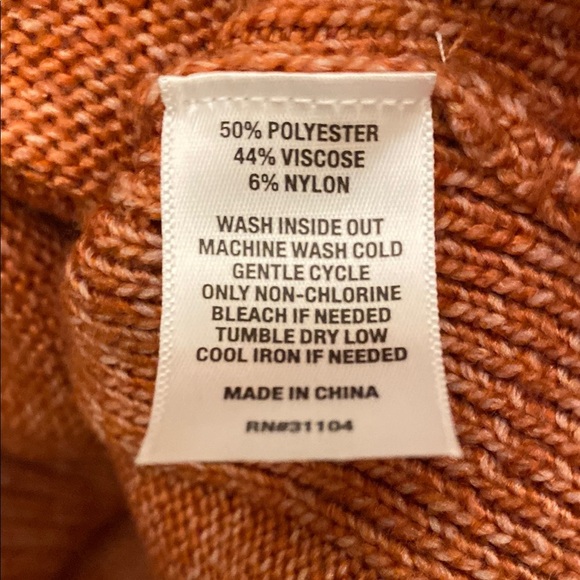 50% POLYESTER
44% VISCOSE
6% NYLON
WASH INSIDE OUT
MACHINE WASH COLD
GENTLE CYCLE
ONLY NON-CHLORINE
BLEACH IF NEEDED
TUMBLE DRY LOW
COOL IRON IF NEEDED
MADE IN CHINA
RN#31104